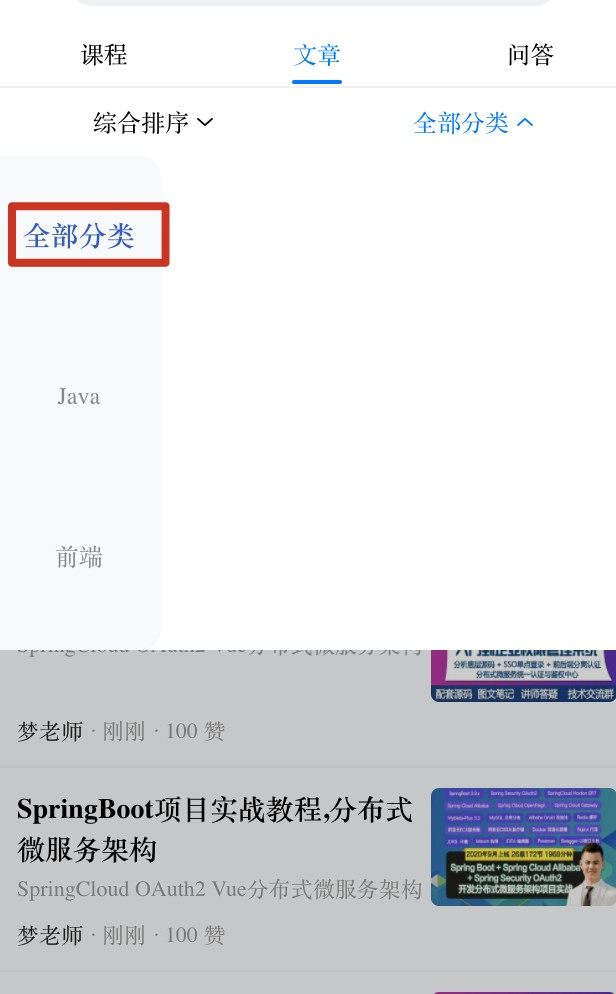 课程
文章
问答
综合排序
全部分类
全部分类
Java
前端
SpringCloud OAuth2 Vue分布式微服务架构
分析底层源码 + SSO单点登录 + 前后端分离认证
分布式微服务统一认证与鉴权中心
配套源码 图文笔记 讲师答疑 技术交流群
梦老师 · 刚刚 · 100 赞
SpringBoot项目实战教程,分布式
微服务架构
SpringCloud OAuth2 Vue分布式微服务架构
梦老师 · 刚刚 · 100 赞
2020年9月上线 26章172节 1968分钟
Spring Boot + Spring Cloud Alibaba
+ Spring Security OAuth2
开发分布式微服务架构项目实战